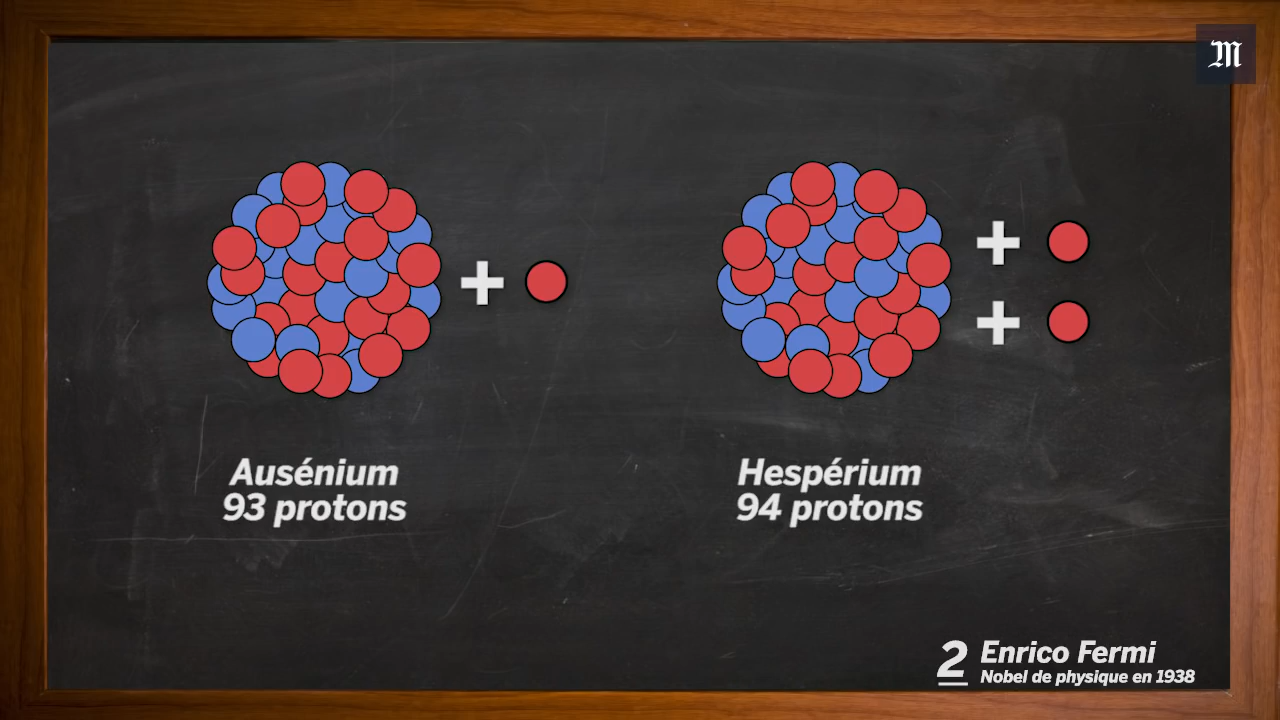 M
Ausénium
93 protons
Hespérium
94 protons
2
Enrico Fermi
Nobel de physique en 1938